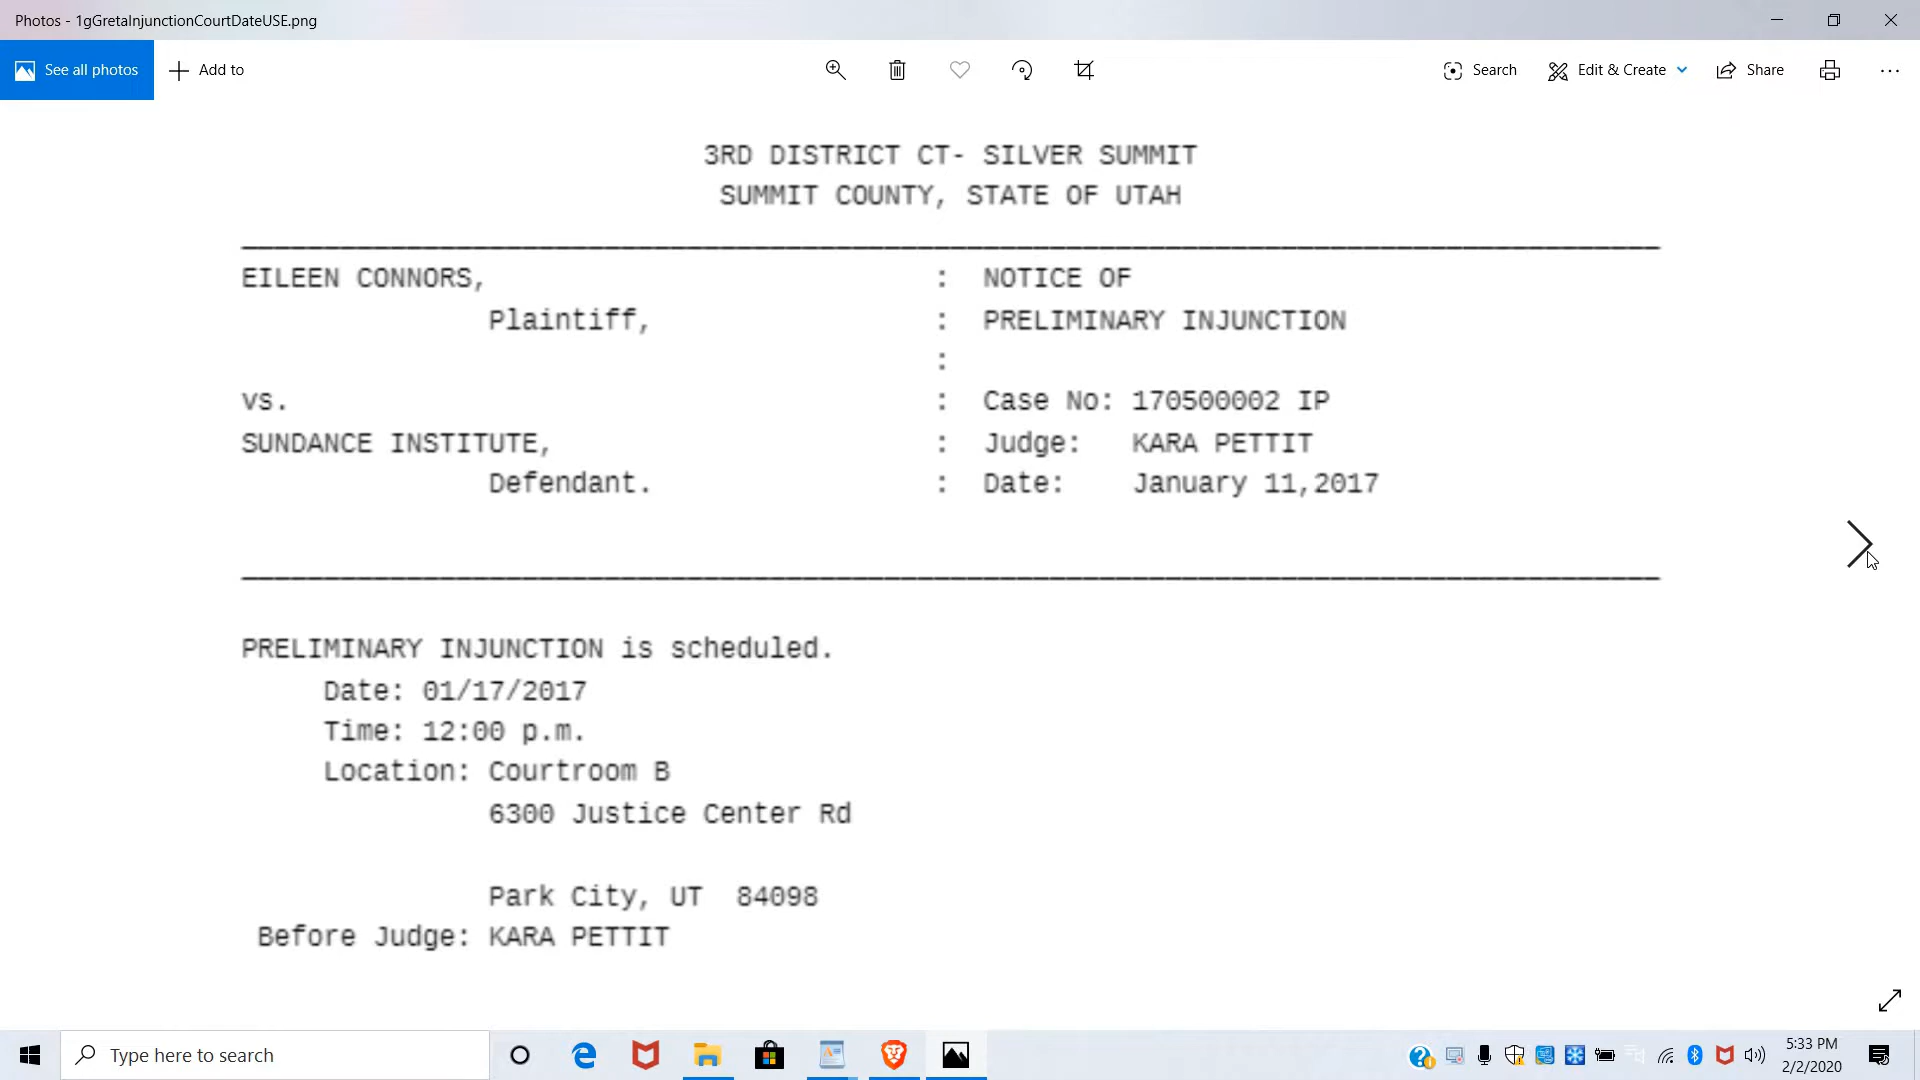 Photos - 1gGretaInjunctionCourtDateUSE.png
See all photos
Add to
Search
Edit & Create
Share
3RD DISTRICT CT- SILVER SUMMIT
SUMMIT COUNTY, STATE OF UTAH
EILEEN CONNORS, : NOTICE OF
Plaintiff, : PRELIMINARY INJUNCTION
:
vs. : Case No: 170500002 IP
SUNDANCE INSTITUTE, : Judge: KARA PETTIT
Defendant. : Date: January 11,2017
PRELIMINARY INJUNCTION is scheduled.
Date: 01/17/2017
Time: 12:00 p.m.
Location: Courtroom B
6300 Justice Center Rd
Park City, UT 84098
Before Judge: KARA PETTIT
Type here to search
5:33 PM
2/2/2020